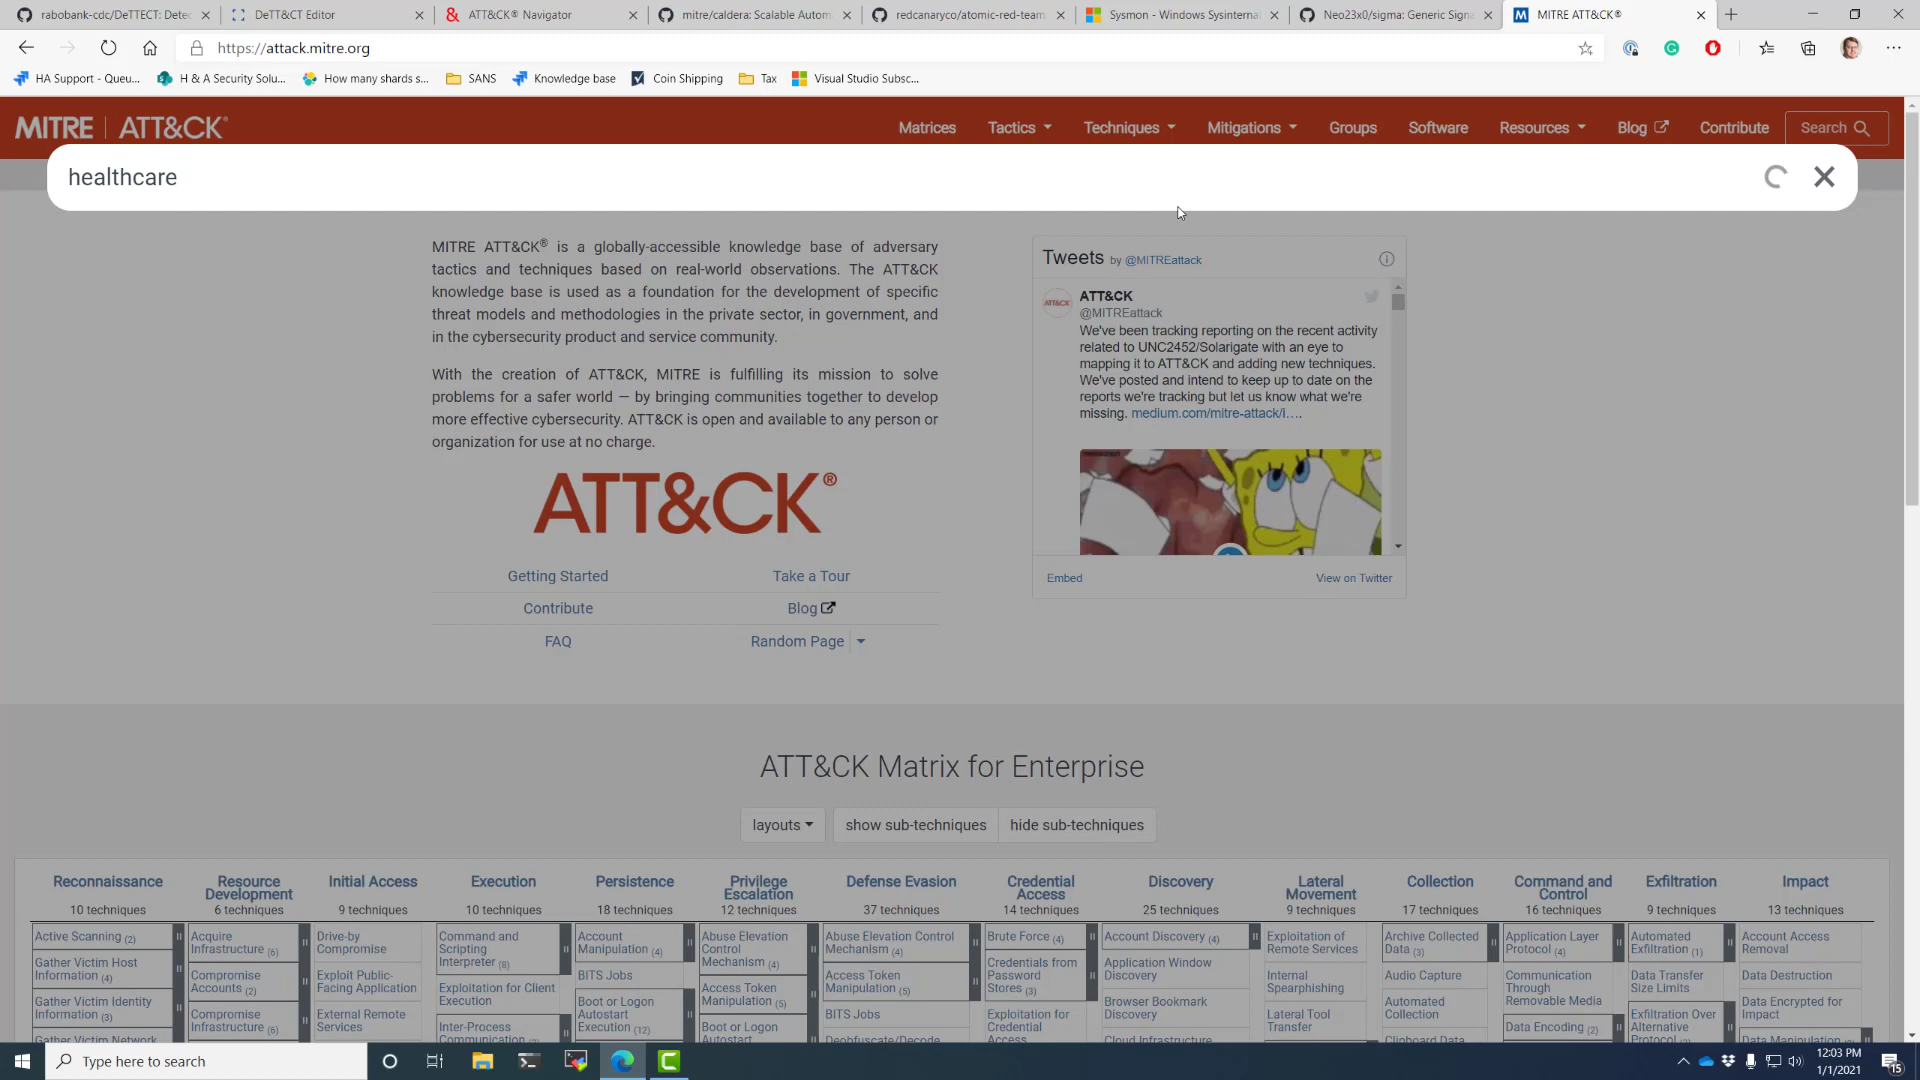 rabobank-cdc/DeTTECT: Detec
DeTT&CT Editor
ATT&CK® Navigator
mitre/caldera: Scalable Autom
redcanaryco/atomic-red-team
Sysmon - Windows Sysinternal
Neo23x0/sigma: Generic Signa
MITRE ATT&CK®
https://attack.mitre.org
HA Support - Queu...
H & A Security Solu...
How many shards s...
SANS
Knowledge base
Coin Shipping
Tax
Visual Studio Subsc...
MITRE | ATT&CK®
Matrices
Tactics
Techniques
Mitigations
Groups
Software
Resources
Blog
Contribute
Search
healthcare
MITRE ATT&CK® is a globally-accessible knowledge base of adversary
tactics and techniques based on real-world observations. The ATT&CK
knowledge base is used as a foundation for the development of specific
threat models and methodologies in the private sector, in government, and
in the cybersecurity product and service community.
With the creation of ATT&CK, MITRE is fulfilling its mission to solve
problems for a safer world — by bringing communities together to develop
more effective cybersecurity. ATT&CK is open and available to any person or
organization for use at no charge.
ATT&CK®
Getting Started
Take a Tour
Contribute
Blog
FAQ
Random Page
Tweets by @MITREattack
ATT&CK
ATT&CK
@MITREattack
We've been tracking reporting on the recent activity
related to UNC2452/Solarigate with an eye to
mapping it to ATT&CK and adding new techniques.
We've posted and intend to keep up to date on the
reports we're tracking but let us know what we're
missing. medium.com/mitre-attack/i….
Embed
View on Twitter
ATT&CK Matrix for Enterprise
layouts
show sub-techniques
hide sub-techniques
Reconnaissance
10 techniques
Active Scanning (2)
Gather Victim Host
Information (4)
Gather Victim Identity
Information (3)
Gather Victim Network
Resource
Development
6 techniques
Acquire
Infrastructure (6)
Compromise
Accounts (2)
Compromise
Infrastructure (6)
Initial Access
9 techniques
Drive-by
Compromise
Exploit Public-
Facing Application
External Remote
Services
Execution
10 techniques
Command and
Scripting
Interpreter (8)
Exploitation for Client
Execution
Inter-Process
Communication
Persistence
18 techniques
Account
Manipulation (4)
BITS Jobs
Boot or Logon
Autostart
Execution (12)
Privilege
Escalation
12 techniques
Abuse Elevation
Control
Mechanism (4)
Access Token
Manipulation (5)
Boot or Logon
Autostart
Defense Evasion
37 techniques
Abuse Elevation Control
Mechanism (4)
Access Token
Manipulation (5)
BITS Jobs
Deobfuscate/Decode
Credential
Access
14 techniques
Brute Force (4)
Credentials from
Password
Stores (3)
Exploitation for
Credential
Access
Discovery
25 techniques
Account Discovery (4)
Application Window
Discovery
Browser Bookmark
Discovery
Cloud Infrastructure
Lateral
Movement
9 techniques
Exploitation of
Remote Services
Internal
Spearphishing
Lateral Tool
Transfer
Collection
17 techniques
Archive Collected
Data (3)
Audio Capture
Automated
Collection
Clipboard Data
Command and
Control
16 techniques
Application Layer
Protocol (4)
Communication
Through
Removable Media
Data Encoding (2)
Exfiltration
9 techniques
Automated
Exfiltration (1)
Data Transfer
Size Limits
Exfiltration Over
Alternative
Protocol
Impact
13 techniques
Account Access
Removal
Data Destruction
Data Encrypted for
Impact
Data Manipulation
Type here to search
12:03 PM
1/1/2021
15